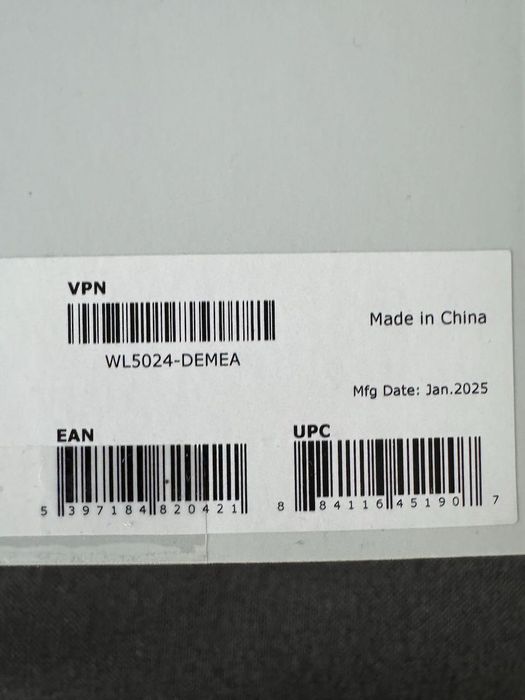 VPN
WL5024-DEMEA
Made in China
Mfg Date: Jan.2025
EAN
5 397184 820421
UPC
8 84116 45190 7